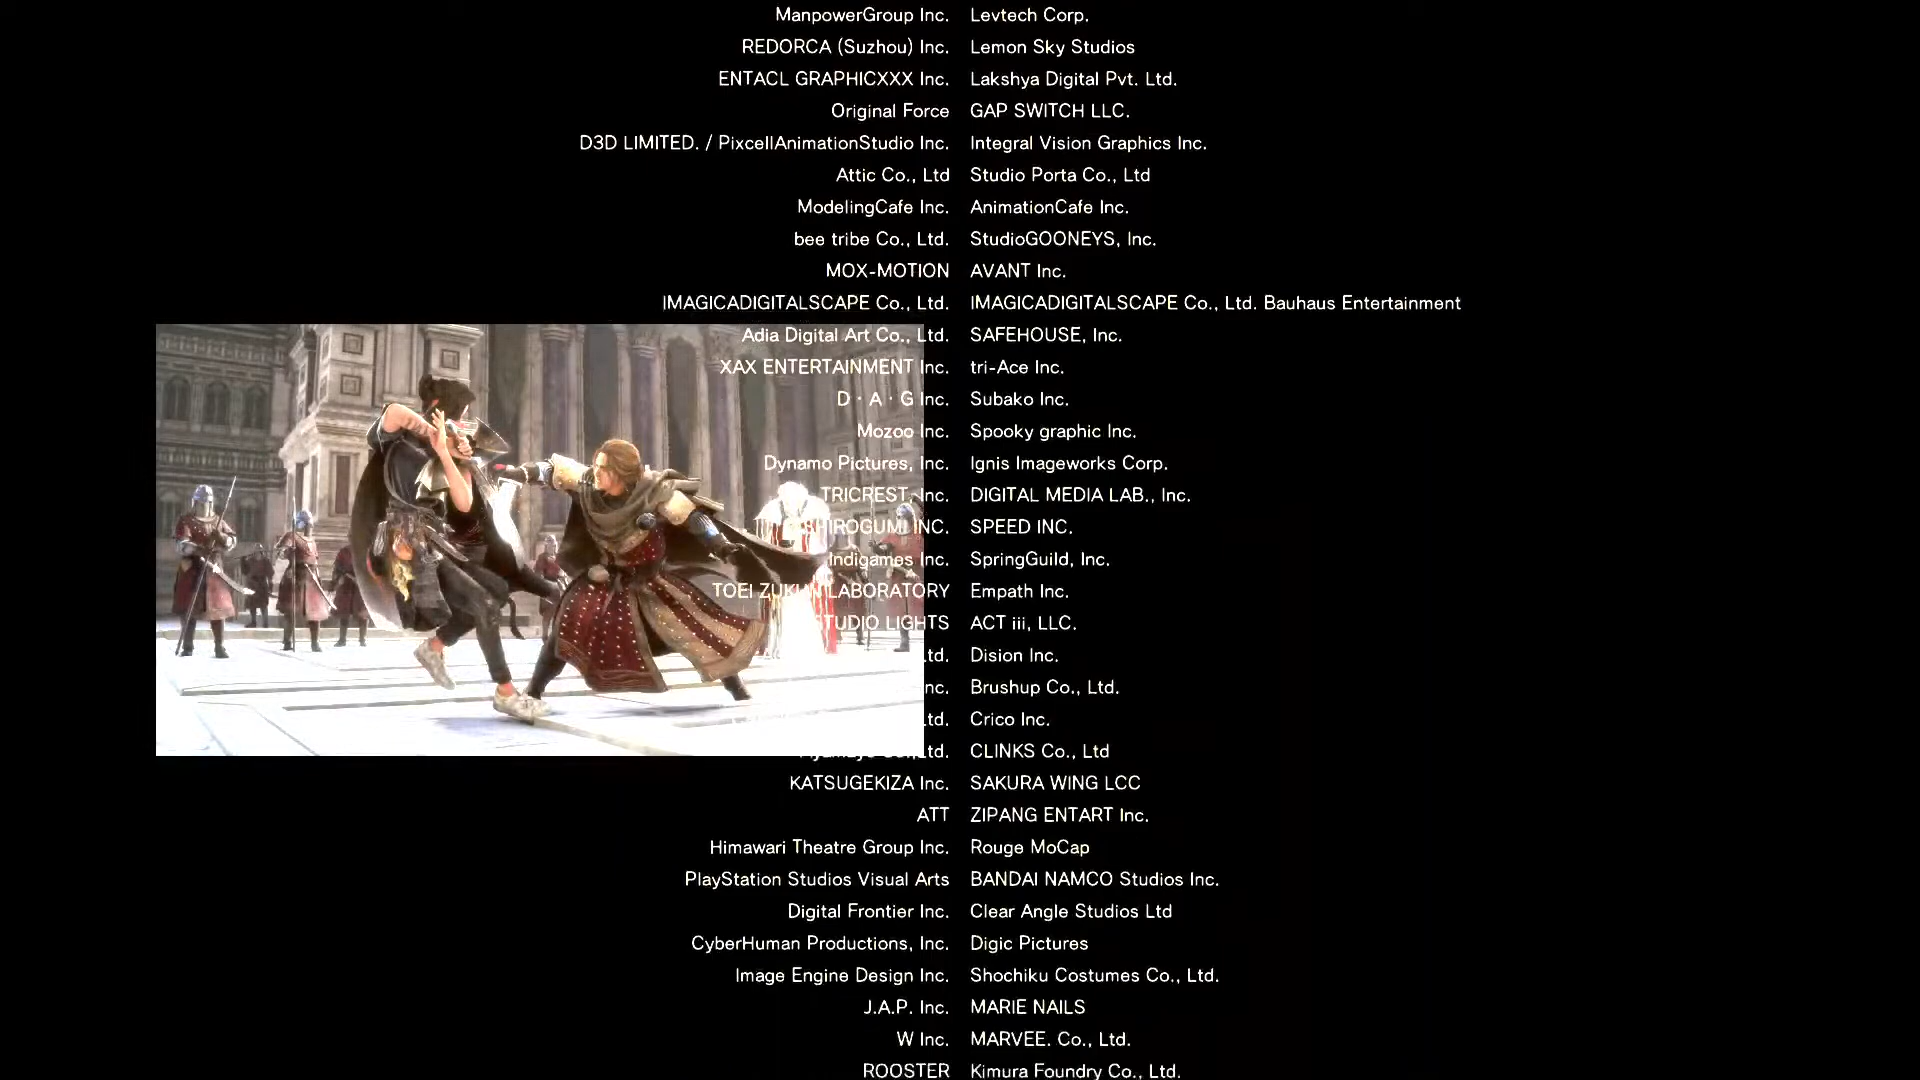 ManpowerGroup Inc. Levtech Corp.
REDORCA (Suzhou) Inc. Lemon Sky Studios
ENTACL GRAPHICXXX Inc. Lakshya Digital Pvt. Ltd.
Original Force GAP SWITCH LLC.
D3D LIMITED. / PixcellAnimationStudio Inc. Integral Vision Graphics Inc.
Attic Co., Ltd Studio Porta Co., Ltd
ModelingCafe Inc. AnimationCafe Inc.
bee tribe Co., Ltd. StudioGOONEYS, Inc.
MOX-MOTION AVANT Inc.
IMAGICADIGITALSCAPE Co., Ltd. IMAGICADIGITALSCAPE Co., Ltd. Bauhaus Entertainment
Adia Digital Art Co., Ltd. SAFEHOUSE, Inc.
XAX ENTERTAINMENT Inc. tri-Ace Inc.
D · A · G Inc. Subako Inc.
Mozoo Inc. Spooky graphic Inc.
Dynamo Pictures, Inc. Ignis Imageworks Corp.
TRICREST, Inc. DIGITAL MEDIA LAB., Inc.
SHIROGUMI INC. SPEED INC.
Indigames Inc. SpringGuild, Inc.
TOEI ZUKUN LABORATORY Empath Inc.
STUDIO LIGHTS ACT iii, LLC.
Ltd. Dision Inc.
Inc. Brushup Co., Ltd.
Ltd. Crico Inc.
Ltd. CLINKS Co., Ltd
KATSUGEKIZA Inc. SAKURA WING LCC
ATT ZIPANG ENTART Inc.
Himawari Theatre Group Inc. Rouge MoCap
PlayStation Studios Visual Arts BANDAI NAMCO Studios Inc.
Digital Frontier Inc. Clear Angle Studios Ltd
CyberHuman Productions, Inc. Digic Pictures
Image Engine Design Inc. Shochiku Costumes Co., Ltd.
J.A.P. Inc. MARIE NAILS
W Inc. MARVEE. Co., Ltd.
ROOSTER Kimura Foundry Co., Ltd.